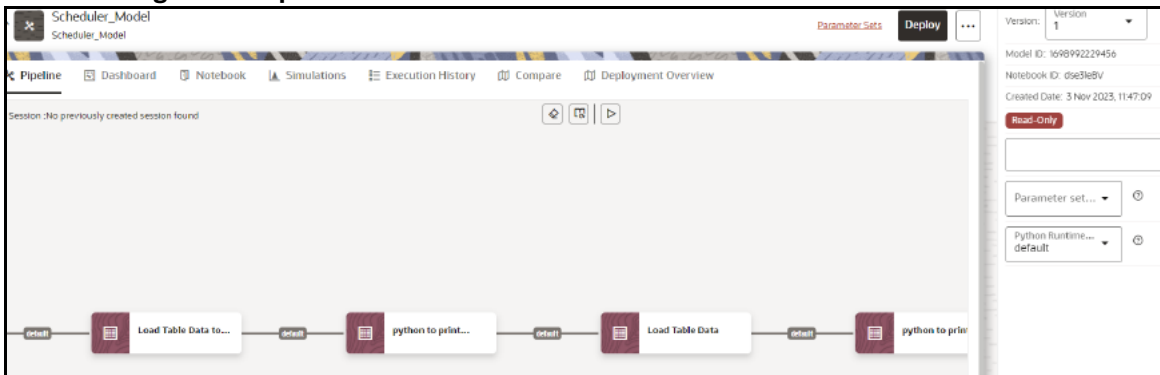 Scheduler_Model
Scheduler_Model
Parameter Sets
Deploy
...
Pipeline
Dashboard
Notebook
Simulations
Execution History
Compare
Deployment Overview
Session :No previously created session found
default
Load Table Data to...
default
python to print...
default
Load Table Data
default
python to print
Version:
Version
1
Model ID: 1698992229456
Notebook ID: dse3leBV
Created Date: 3 Nov 2023, 11:47:09
Read-Only
Parameter set...
Python Runtime...
default